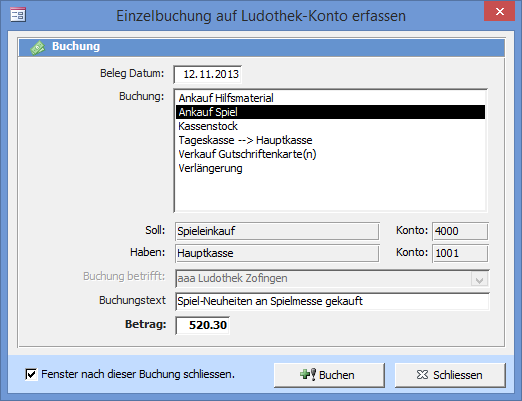 Einzelbuchung auf Ludothek-Konto erfassen
Buchung
Beleg Datum: 12.11.2013
Buchung:
Ankauf Hilfsmaterial
Ankauf Spiel
Kassenstock
Tageskasse --> Hauptkasse
Verkauf Gutschriftenkarte(n)
Verlängerung
Soll: Spieleinkauf Konto: 4000
Haben: Hauptkasse Konto: 1001
Buchung betrifft: aaa Ludothek Zofingen
Buchungstext Spiel-Neuheiten an Spielmesse gekauft
Betrag: 520.30
Fenster nach dieser Buchung schliessen. Buchen Schliessen